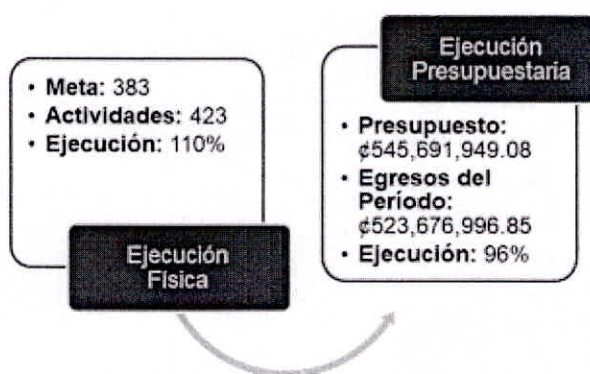 • Meta: 383
• Actividades: 423
• Ejecución: 110%
Ejecución
Física
Ejecución
Presupuestaria
• Presupuesto:
¢545,691,949.08
• Egresos del
Período:
¢523,676,996.85
• Ejecución: 96%